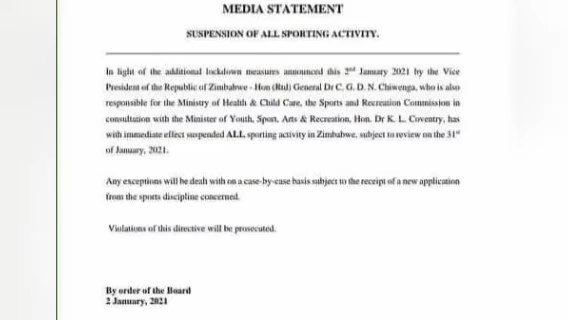 MEDIA STATEMENT
SUSPENSION OF ALL SPORTING ACTIVITY.
In light of the additional lockdown measures announced this 2nd January 2021 by the Vice
President of the Republic of Zimbabwe - Hon (Rtd) General Dr C. G. D. N. Chiwenga, who is also
responsible for the Ministry of Health & Child Care, the Sports and Recreation Commission in
consultation with the Minister of Youth, Sport, Arts & Recreation, Hon. Dr K. L. Coventry, has
with immediate effect suspended ALL sporting activity in Zimbabwe, subject to review on the 31st
of January, 2021.
Any exceptions will be dealt with on a case-by-case basis subject to the receipt of a new application
from the sports discipline concerned.
Violations of this directive will be prosecuted.
By order of the Board
2 January, 2021